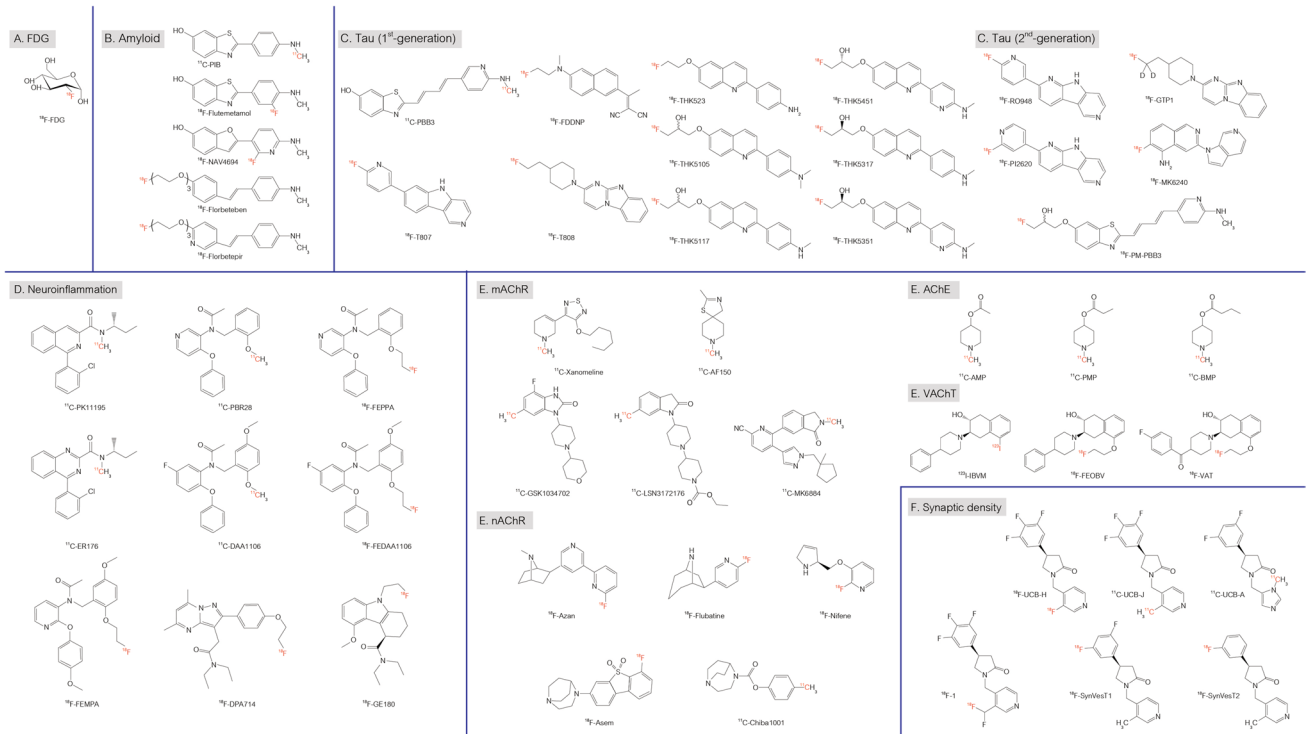 A. FDG
¹⁸F-FDG
B. Amyloid
¹¹C-PIB
¹⁸F-Flutemetamol
¹⁸F-NAV4694
¹⁸F-Florbeteben
¹⁸F-Florbetepir
C. Tau (1ˢᵗ-generation)
¹¹C-PBB3
¹⁸F-FDDNP
¹⁸F-THK523
¹⁸F-THK5451
¹⁸F-THK5105
¹⁸F-THK5317
¹⁸F-T807
¹⁸F-T808
¹⁸F-THK5117
¹⁸F-THK5351
C. Tau (2ⁿᵈ-generation)
¹⁸F-RO948
¹⁸F-GTP1
¹⁸F-PI2620
¹⁸F-MK6240
¹⁸F-PM-PBB3
D. Neuroinflammation
¹¹C-PK11195
¹¹C-PBR28
¹⁸F-FEPPA
¹¹C-ER176
¹¹C-DAA1106
¹⁸F-FEDAA1106
¹⁸F-FEMPA
¹⁸F-DPA714
¹⁸F-GE180
E. mAChR
¹¹C-Xanomeline
¹¹C-AF150
¹¹C-GSK1034702
¹¹C-LSN3172176
¹¹C-MK6884
E. nAChR
¹⁸F-Azan
¹⁸F-Flubatine
¹⁸F-Nifene
¹⁸F-Asem
¹¹C-Chiba1001
E. AChE
¹¹C-AMP
¹¹C-PMP
¹¹C-BMP
E. VAChT
¹²³I-IBVM
¹⁸F-FEOBV
¹⁸F-VAT
F. Synaptic density
¹⁸F-UCB-H
¹¹C-UCB-J
¹¹C-UCB-A
¹⁸F-1
¹⁸F-SynVesT1
¹⁸F-SynVesT2